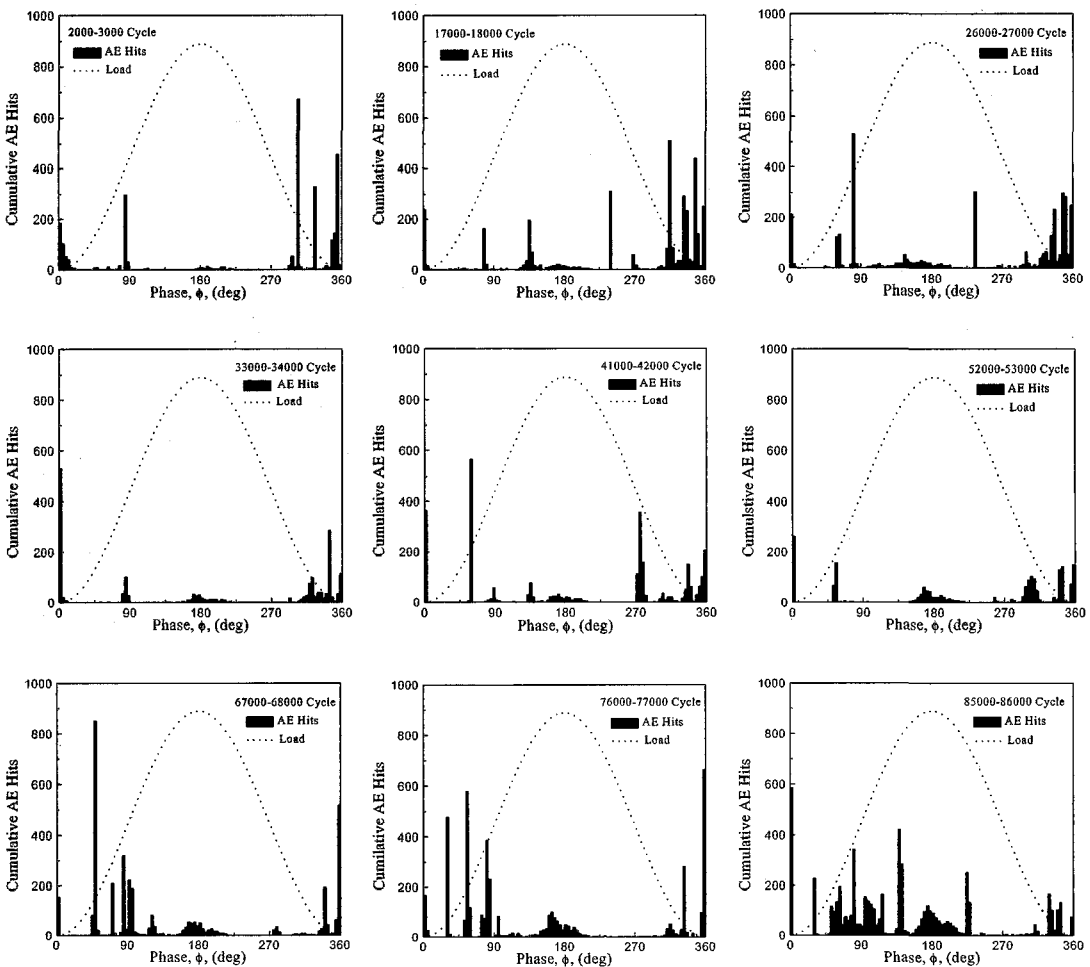 1000
800
600
400
200
0
Cumulative AE Hits
2000-3000 Cycle
AE Hits
Load
0 90 180 270 360
Phase, ϕ, (deg)
1000
800
600
400
200
0
Cumulative AE Hits
17000-18000 Cycle
AE Hits
Load
0 90 180 270 360
Phase, ϕ, (deg)
1000
800
600
400
200
0
Cumulative AE Hits
26000-27000 Cycle
AE Hits
Load
0 90 180 270 360
Phase, ϕ, (deg)
1000
800
600
400
200
0
Cumulative AE Hits
33000-34000 Cycle
AE Hits
Load
0 90 180 270 360
Phase, ϕ, (deg)
1000
800
600
400
200
0
Cumulative AE Hits
41000-42000 Cycle
AE Hits
Load
0 90 180 270 360
Phase, ϕ, (deg)
1000
800
600
400
200
0
Cumulstive AE Hits
52000-53000 Cycle
AE Hits
Load
0 90 180 270 360
Phase, ϕ, (deg)
1000
800
600
400
200
0
Cumulative AE Hits
67000-68000 Cycle
AE Hits
Load
0 90 180 270 360
Phase, ϕ, (deg)
1000
800
600
400
200
0
Cumilative AE Hits
76000-77000 Cycle
AE Hits
Load
0 90 180 270 360
Phase, ϕ, (deg)
1000
800
600
400
200
0
Cumulative AE Hits
85000-86000 Cycle
AE Hits
Load
0 90 180 270 360
Phase, ϕ, (deg)